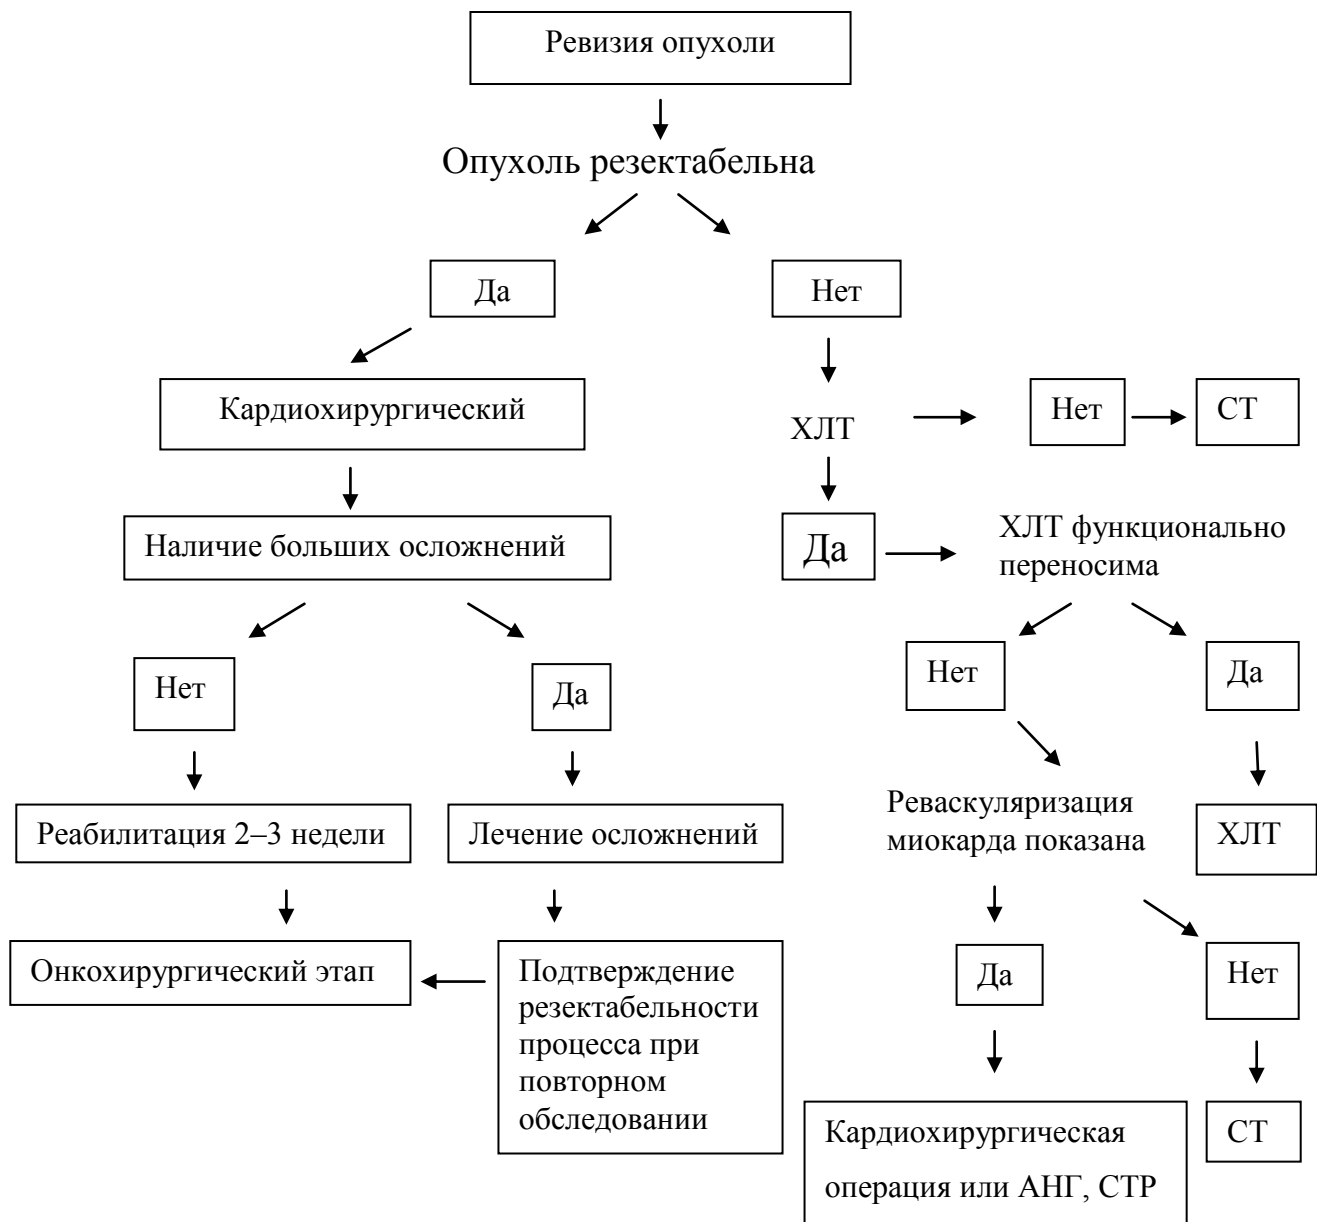 Ревизия опухоли
Опухоль резектабельна
Да
Нет
Кардиохирургический
ХЛТ
Нет
СТ
Наличие больших осложнений
Да
ХЛТ функционально
переносима
Нет
Да
Нет
Да
Реабилитация 2–3 недели
Лечение осложнений
Реваскуляризация
миокарда показана
ХЛТ
Онкохирургический этап
Подтверждение
резектабельности
процесса при
повторном
обследовании
Да
Нет
Кардиохирургическая
операция или АНГ, СТР
СТ